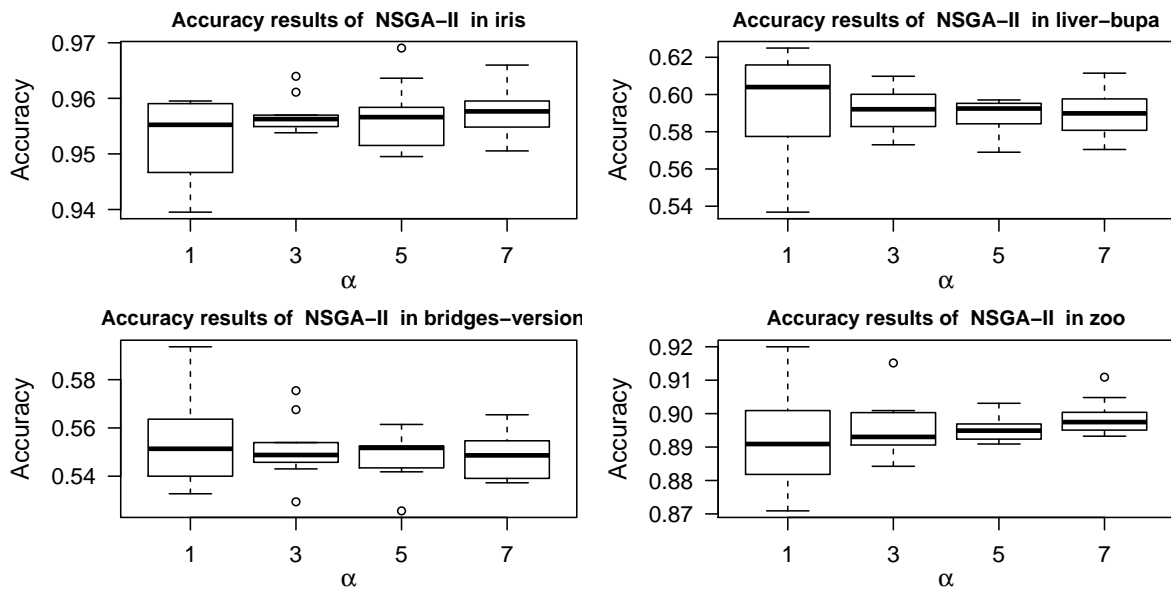 Accuracy results of NSGA−II in iris
Accuracy
0.97
0.96
0.95
0.94
1 3 5 7
α
Accuracy results of NSGA−II in liver−bupa
Accuracy
0.62
0.60
0.58
0.56
0.54
1 3 5 7
α
Accuracy results of NSGA−II in bridges−version
Accuracy
0.58
0.56
0.54
1 3 5 7
α
Accuracy results of NSGA−II in zoo
Accuracy
0.92
0.91
0.90
0.89
0.88
0.87
1 3 5 7
α